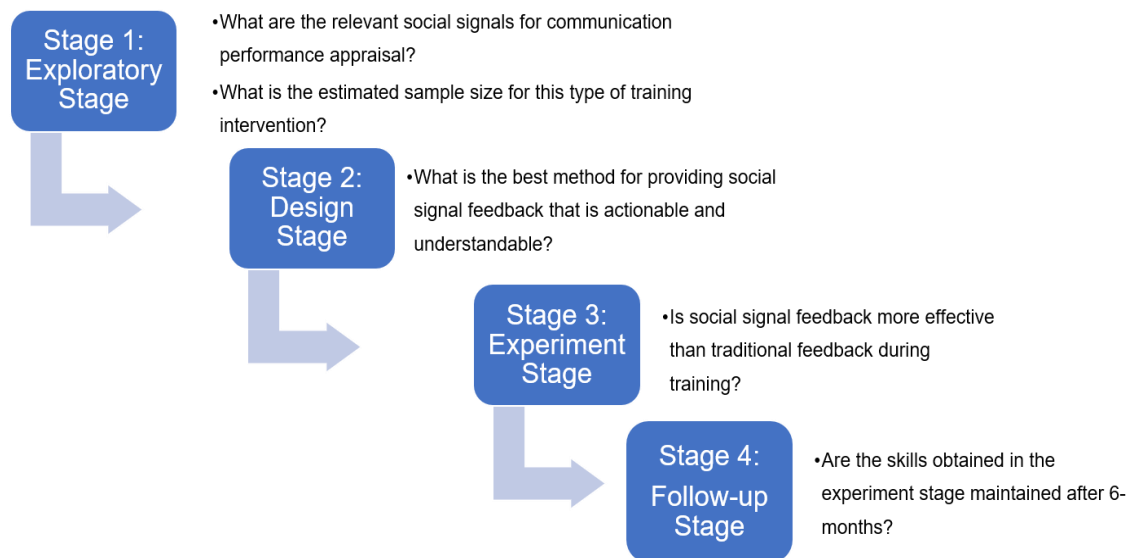 Stage 1:
Exploratory
Stage
•What are the relevant social signals for communication
performance appraisal?
•What is the estimated sample size for this type of training
intervention?
Stage 2:
Design
Stage
•What is the best method for providing social
signal feedback that is actionable and
understandable?
Stage 3:
Experiment
Stage
•Is social signal feedback more effective
than traditional feedback during
training?
Stage 4:
Follow-up
Stage
•Are the skills obtained in the
experiment stage maintained after 6-
months?